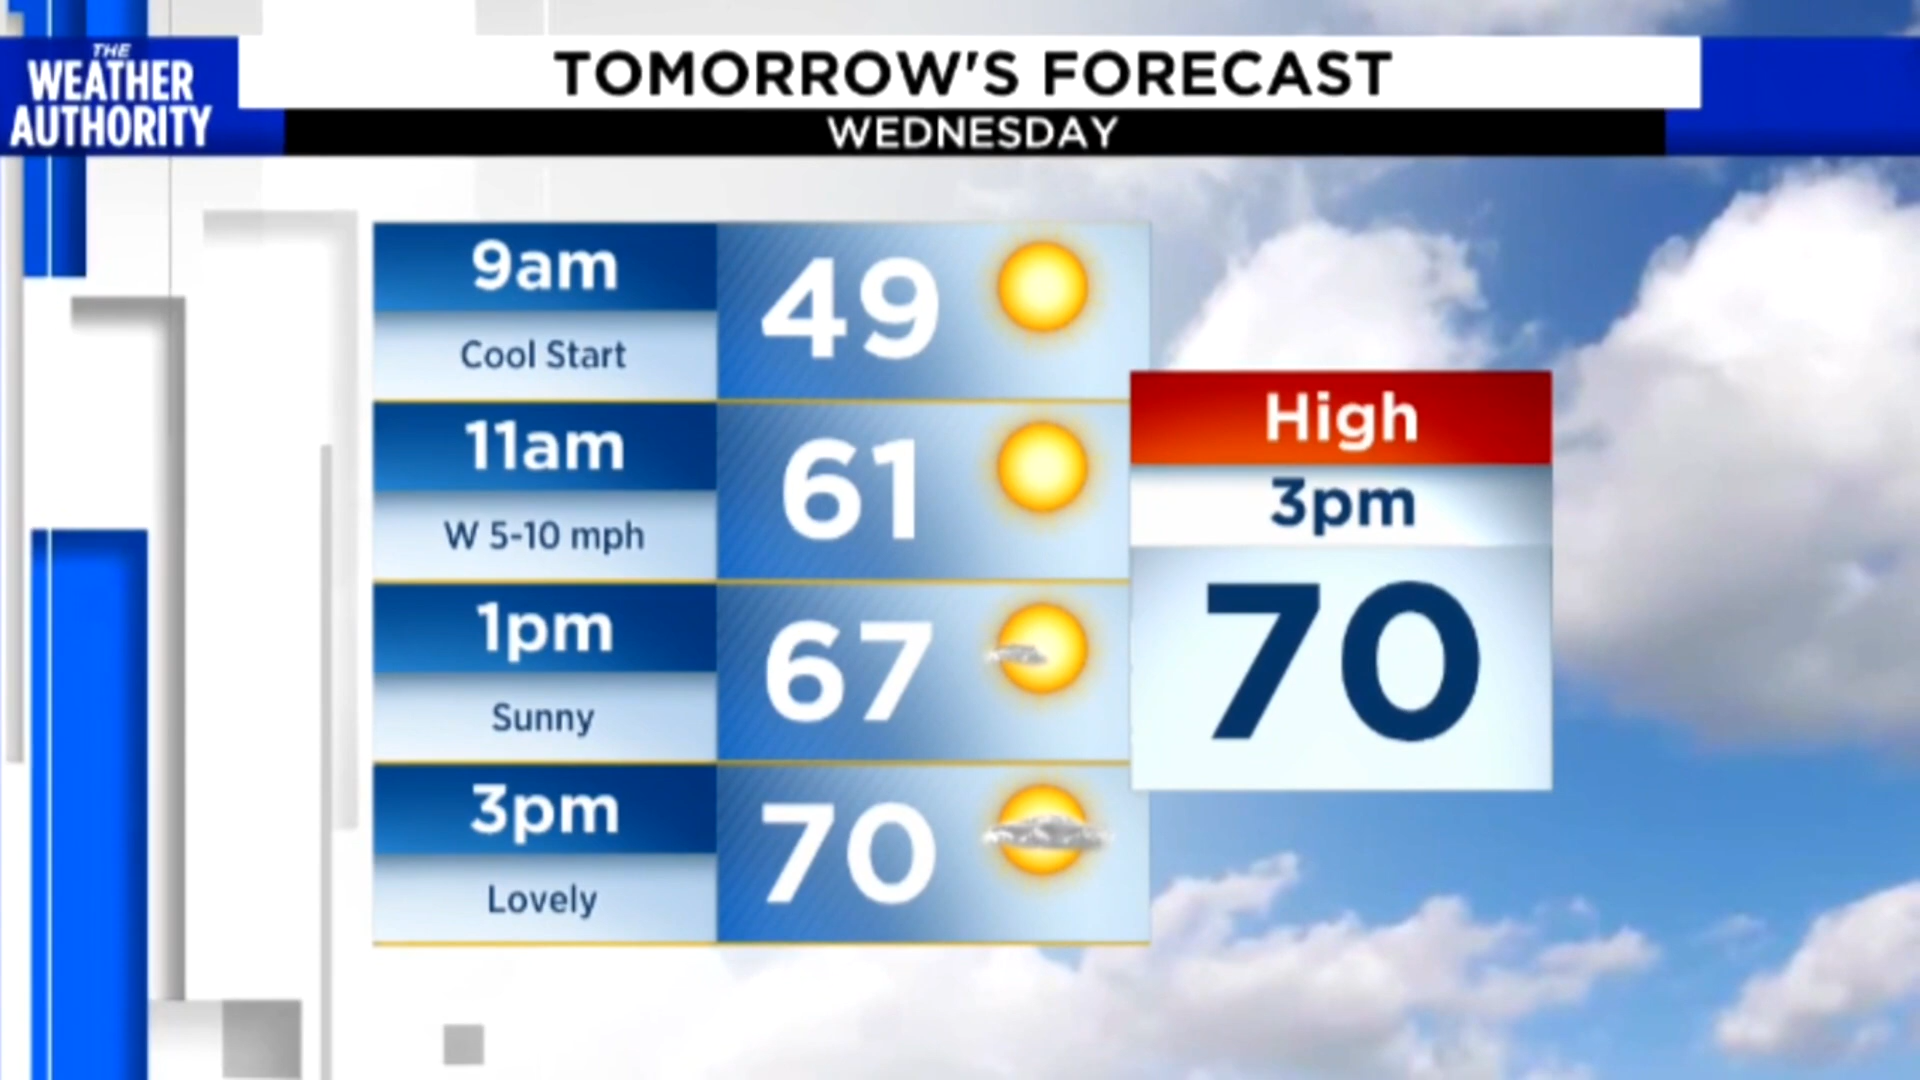 THE
WEATHER
AUTHORITY
TOMORROW'S FORECAST
WEDNESDAY
9am
Cool Start
49
11am
W 5-10 mph
61
1pm
Sunny
67
3pm
Lovely
70
High
3pm
70